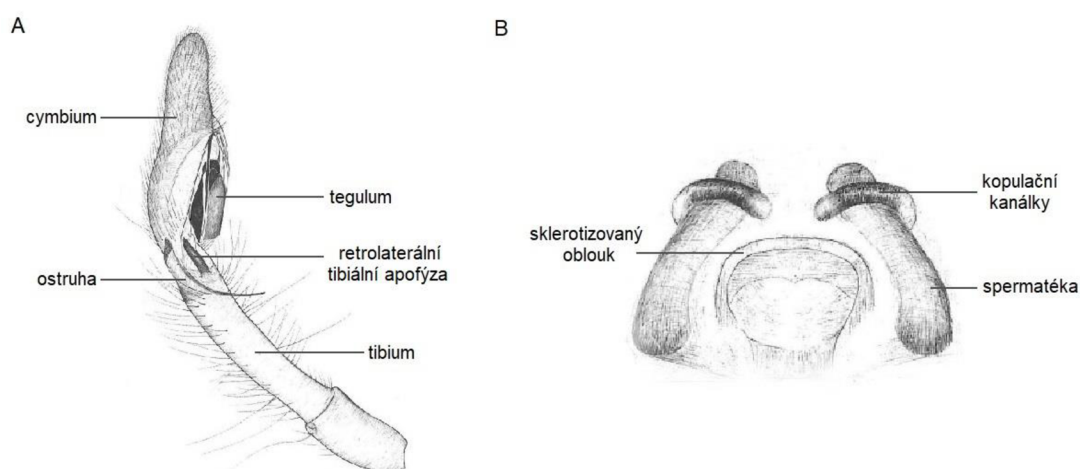 A
cymbium
tegulum
retrolaterální
tibiální apofýza
ostruha
tibium
B
kopulační
kanálky
sklerotizovaný
oblouk
spermatéka